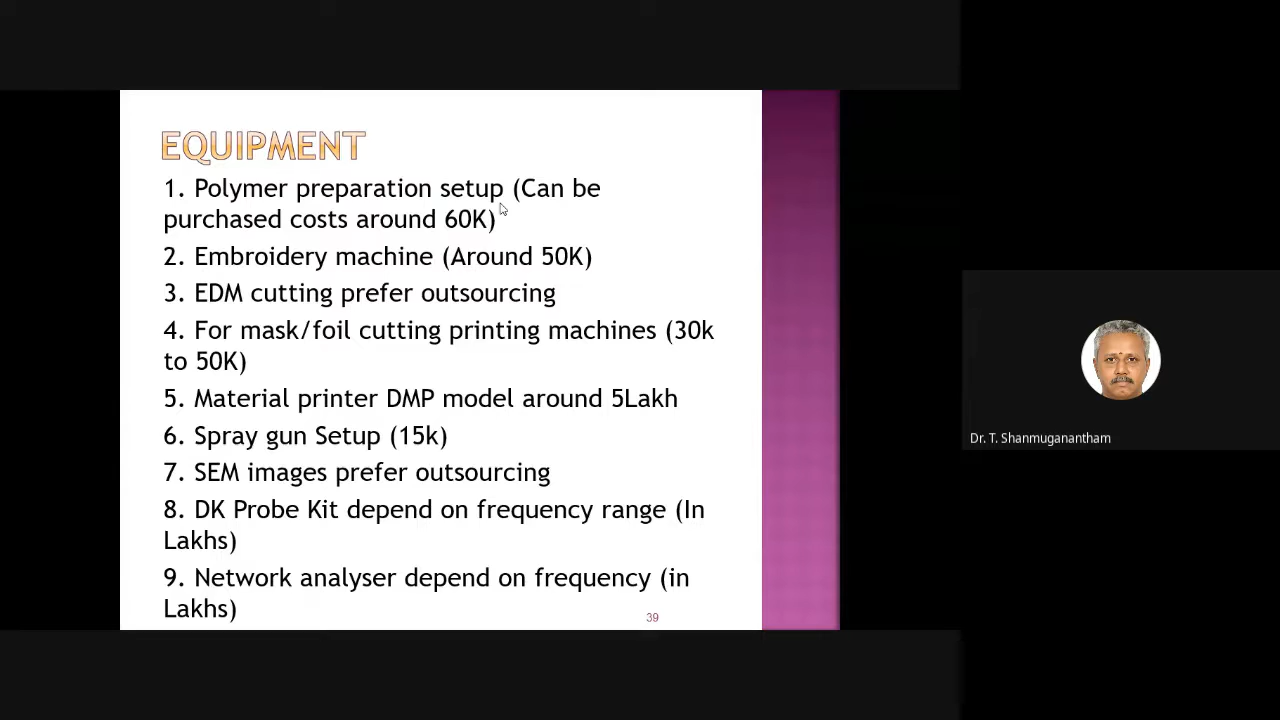 EQUIPMENT
1. Polymer preparation setup (Can be
purchased costs around 60K)
2. Embroidery machine (Around 50K)
3. EDM cutting prefer outsourcing
4. For mask/foil cutting printing machines (30k
to 50K)
5. Material printer DMP model around 5Lakh
6. Spray gun Setup (15k)
7. SEM images prefer outsourcing
8. DK Probe Kit depend on frequency range (In
Lakhs)
9. Network analyser depend on frequency (in
Lakhs)
39
Dr. T. Shanmuganantham